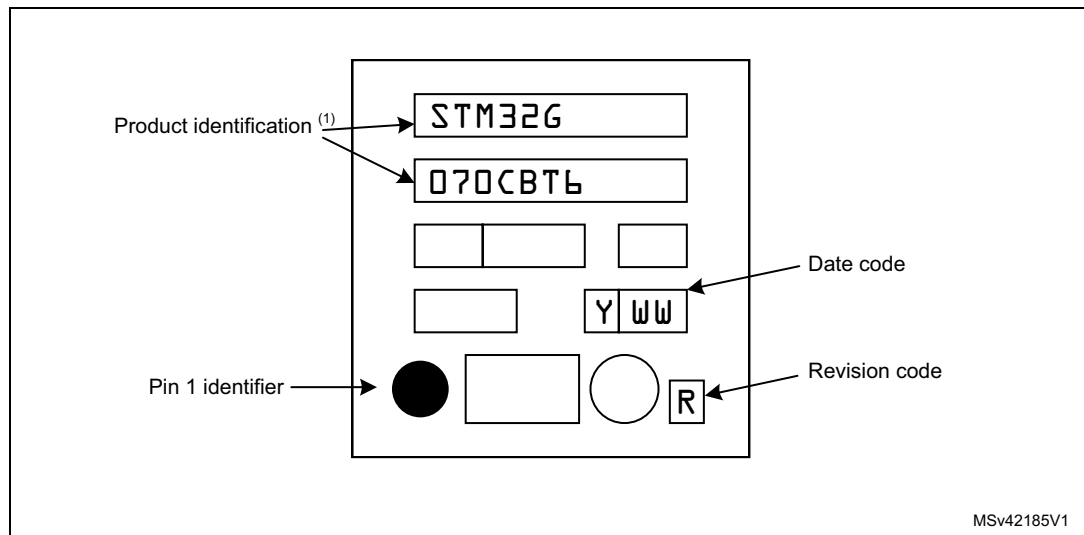 STM32G
Product identification (1)
070CBT6
Date code
Y WW
Pin 1 identifier
Revision code
R
MSv42185V1